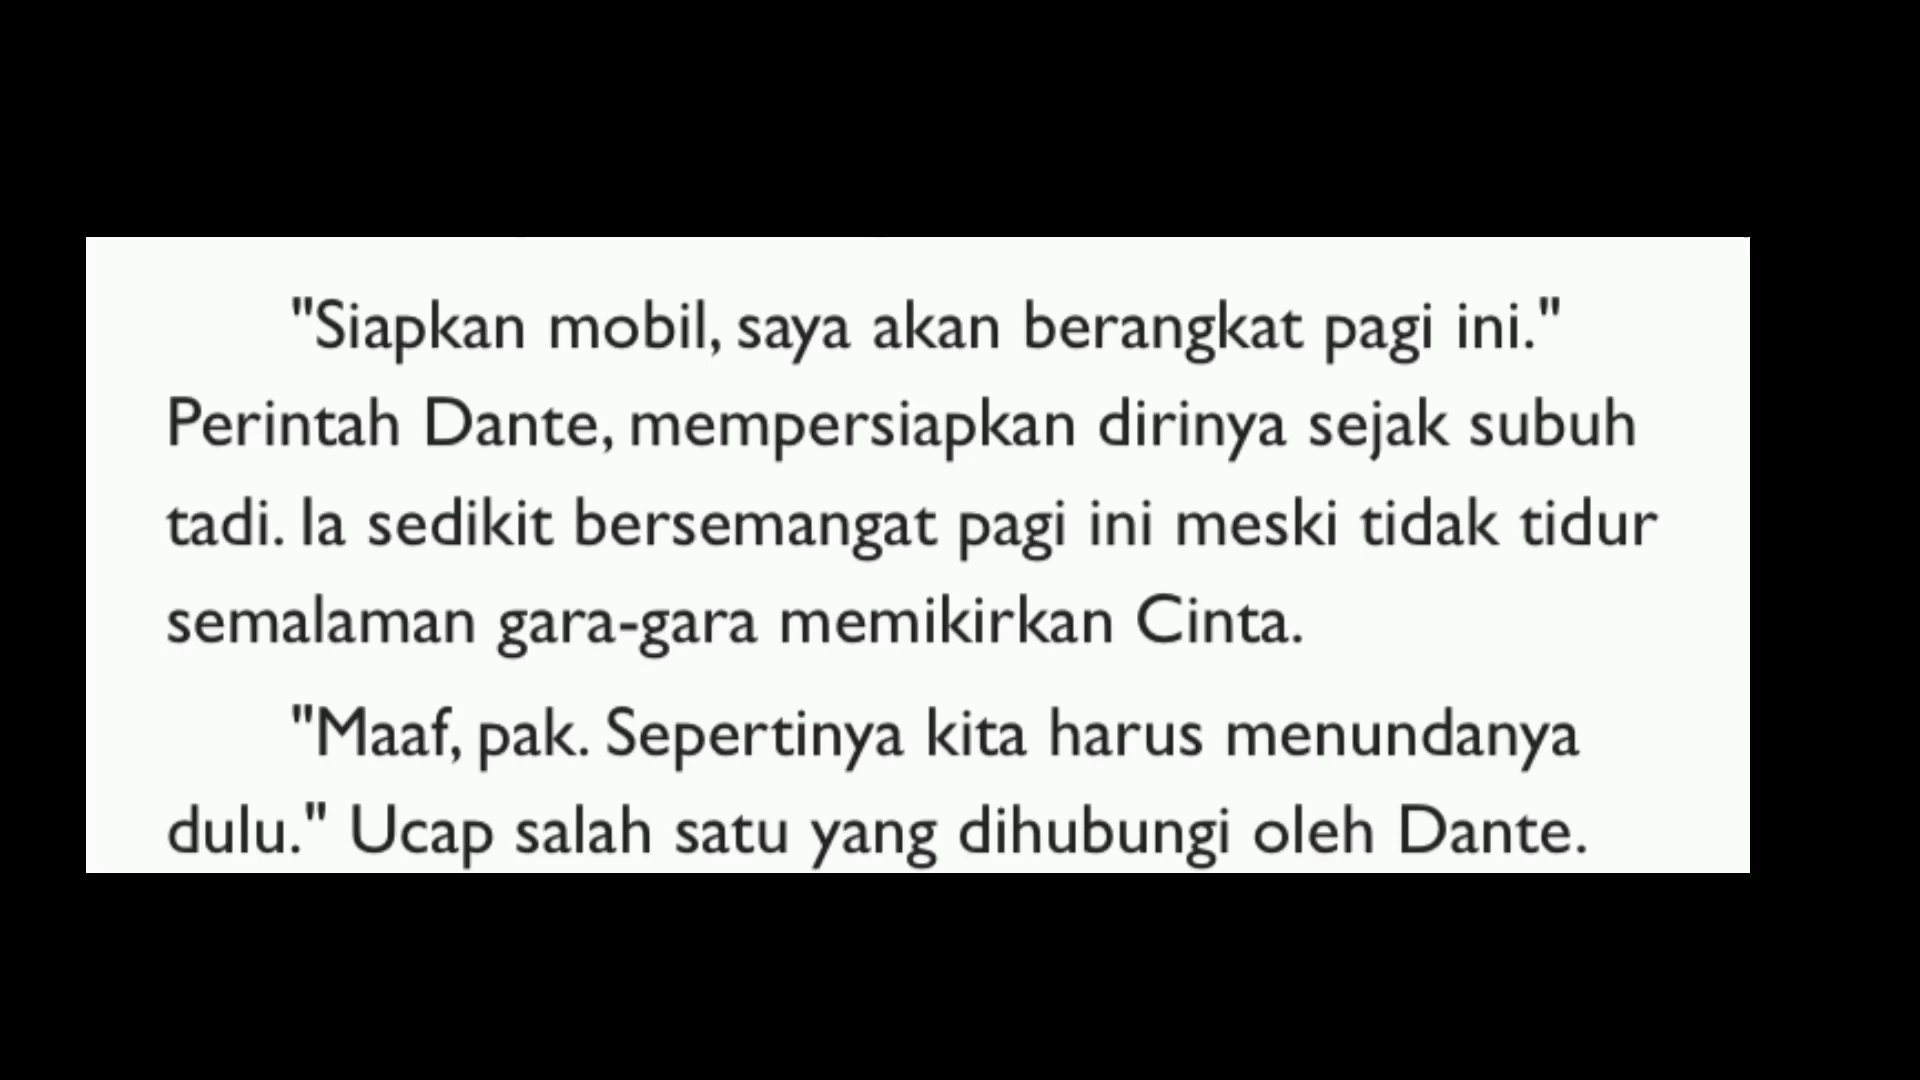 "Siapkan mobil, saya akan berangkat pagi ini."
Perintah Dante, mempersiapkan dirinya sejak subuh
tadi. Ia sedikit bersemangat pagi ini meski tidak tidur
semalaman gara-gara memikirkan Cinta.
"Maaf, pak. Sepertinya kita harus menundanya
dulu." Ucap salah satu yang dihubungi oleh Dante.